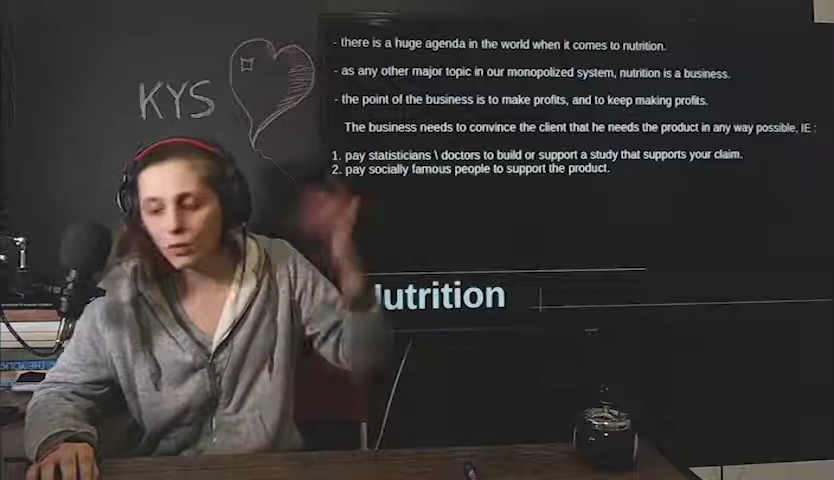 - there is a huge agenda in the world when it comes to nutrition.
- as any other major topic in our monopolized system, nutrition is a business.
KYS
- the point of the business is to make profits, and to keep making profits.
The business needs to convince the client that he needs the product in any way possible, IE :
1. pay statisticians \ doctors to build or support a study that supports your claim.
2. pay socially famous people to support the product.
Nutrition